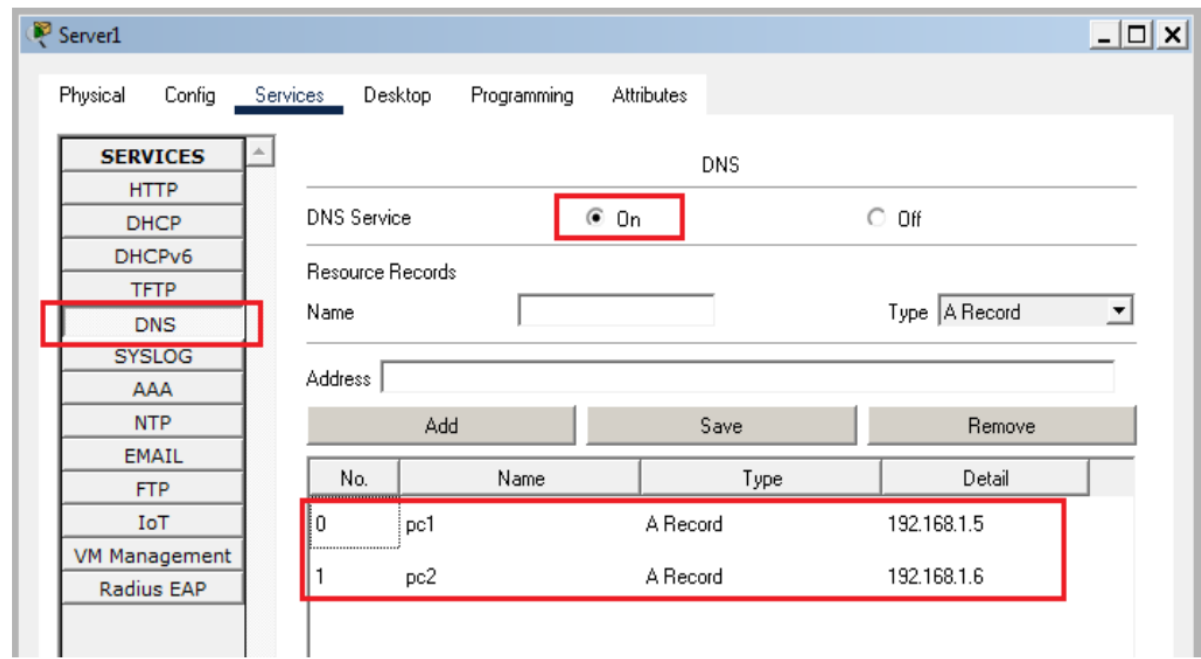 Server1
Physical Config Services Desktop Programming Attributes
SERVICES
HTTP
DHCP
DHCPv6
TFTP
DNS
SYSLOG
AAA
NTP
EMAIL
FTP
IoT
VM Management
Radius EAP
DNS
DNS Service On Off
Resource Records
Name Type A Record
Address
Add Save Remove
No. Name Type Detail
0 pc1 A Record 192.168.1.5
1 pc2 A Record 192.168.1.6